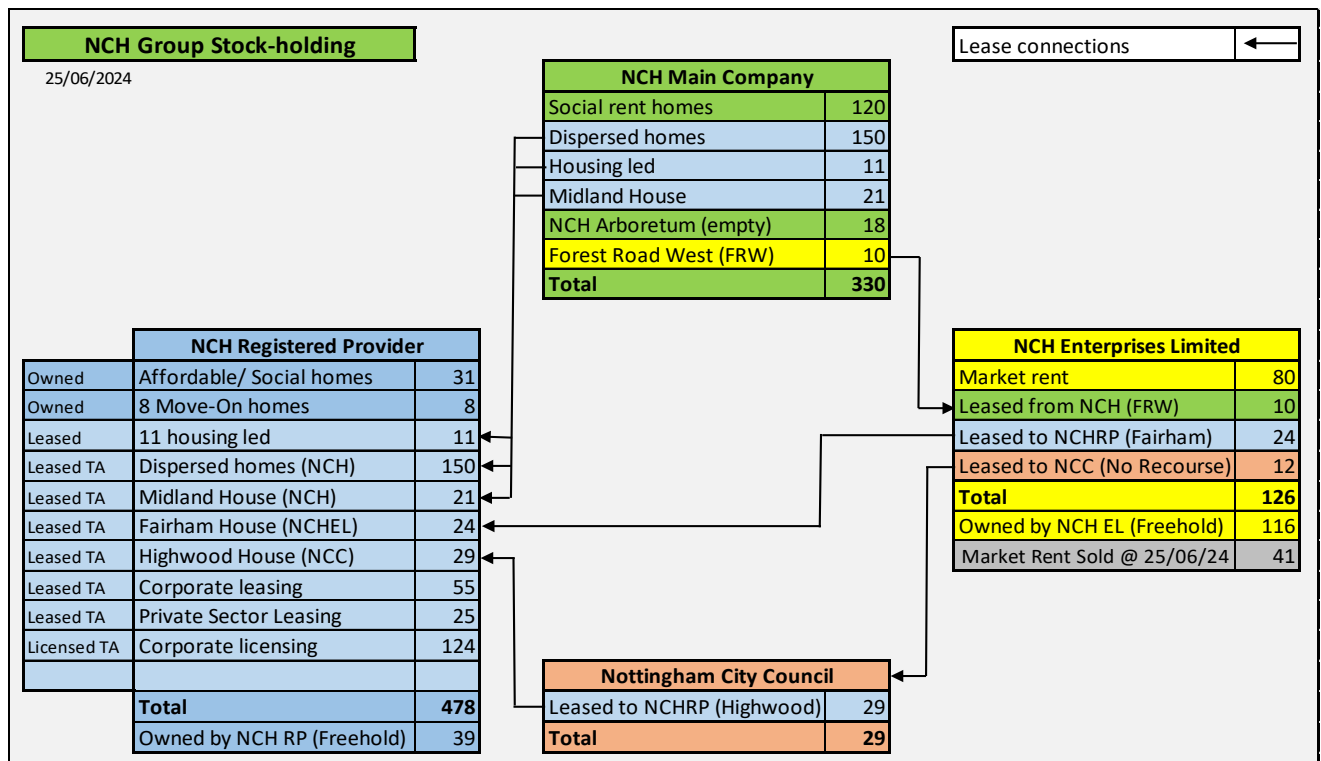 NCH Group Stock-holding
25/06/2024
Lease connections
NCH Main Company
Social rent homes 120
Dispersed homes 150
Housing led 11
Midland House 21
NCH Arboretum (empty) 18
Forest Road West (FRW) 10
Total 330
NCH Registered Provider
Owned Affordable/ Social homes 31
Owned 8 Move-On homes 8
Leased 11 housing led 11
Leased TA Dispersed homes (NCH) 150
Leased TA Midland House (NCH) 21
Leased TA Fairham House (NCHEL) 24
Leased TA Highwood House (NCC) 29
Leased TA Corporate leasing 55
Leased TA Private Sector Leasing 25
Licensed TA Corporate licensing 124
Total 478
Owned by NCH RP (Freehold) 39
NCH Enterprises Limited
Market rent 80
Leased from NCH (FRW) 10
Leased to NCHRP (Fairham) 24
Leased to NCC (No Recourse) 12
Total 126
Owned by NCH EL (Freehold) 116
Market Rent Sold @ 25/06/24 41
Nottingham City Council
Leased to NCHRP (Highwood) 29
Total 29